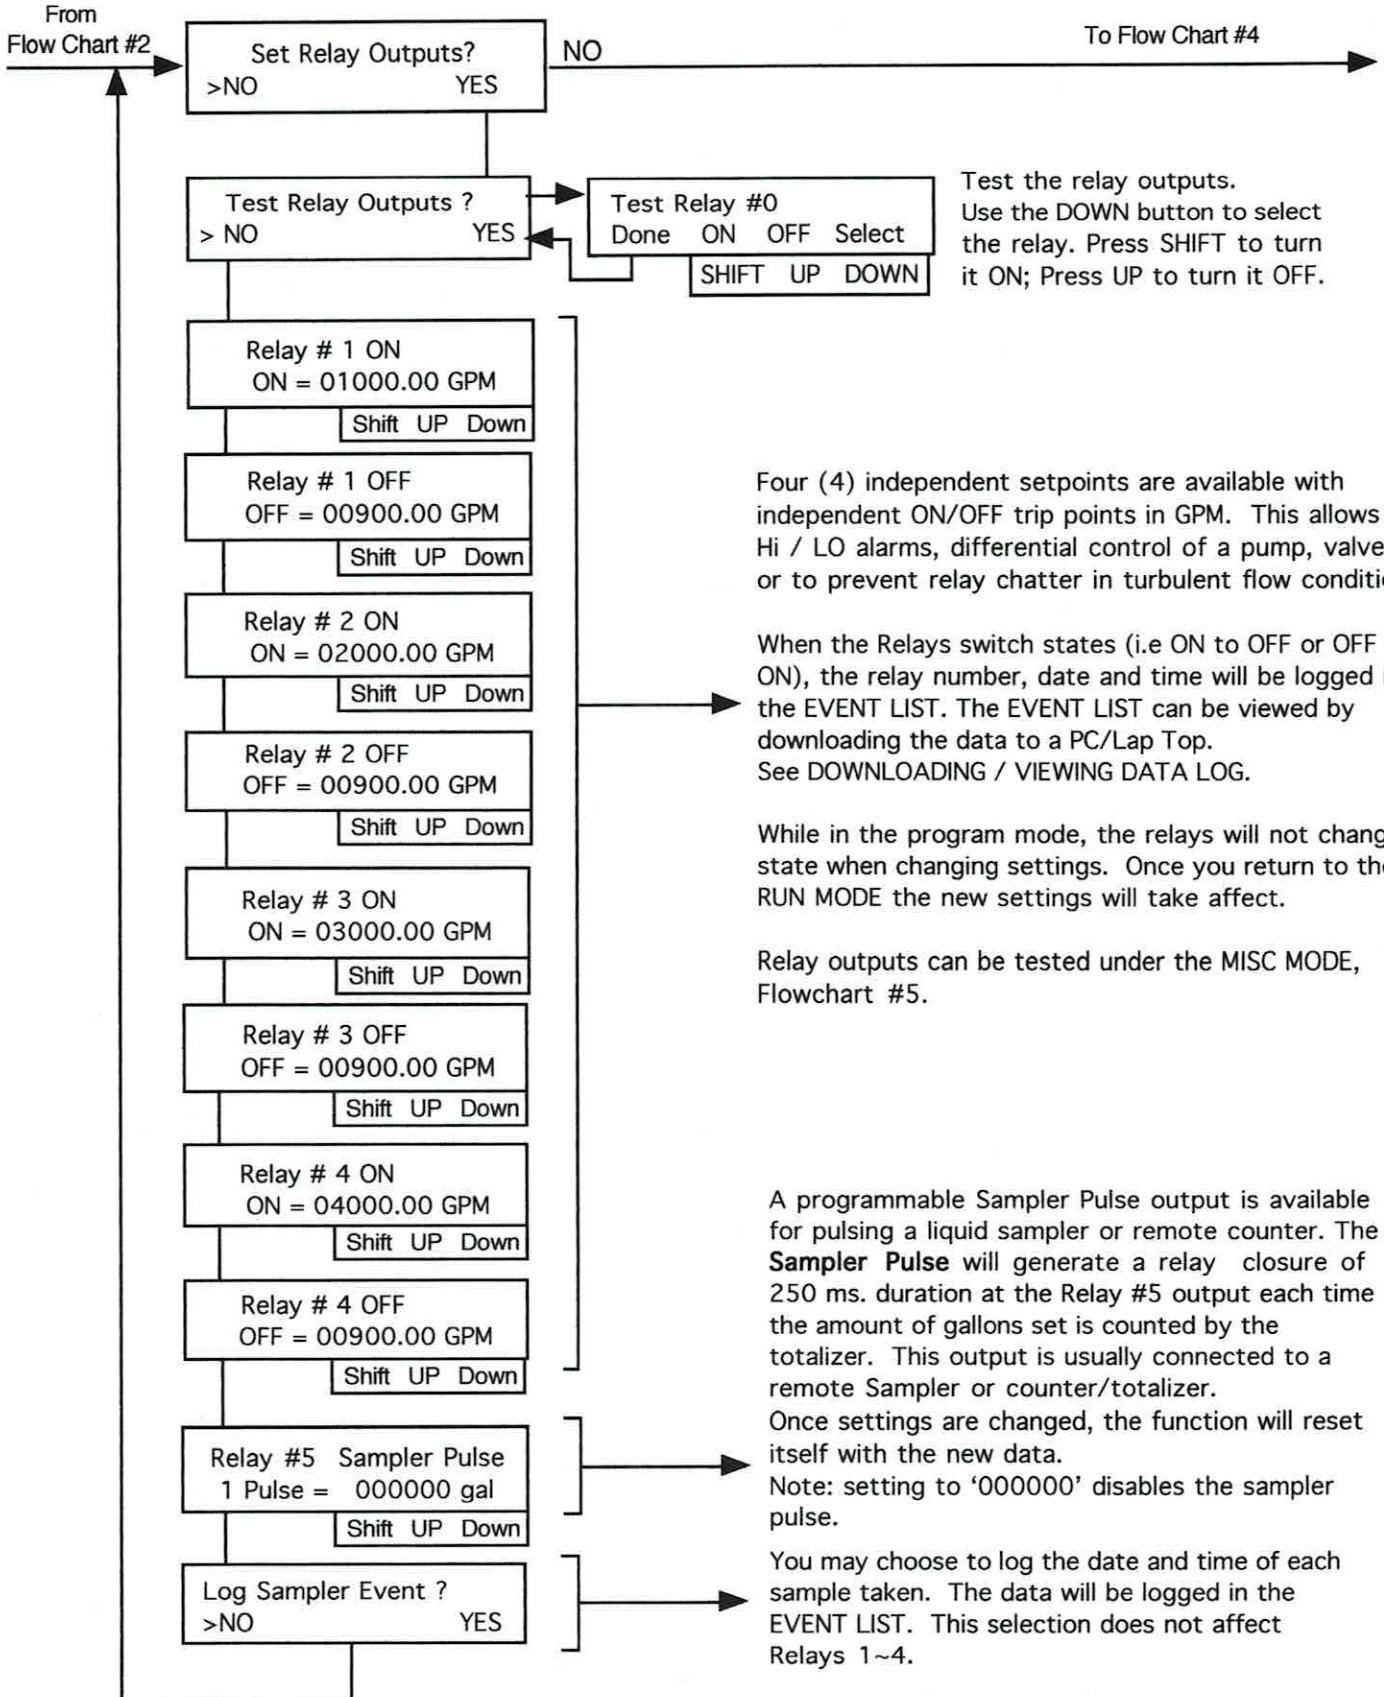 From
Flow Chart #2
Set Relay Outputs?
>NO YES
NO
To Flow Chart #4
Test Relay Outputs ?
> NO YES
Test Relay #0
Done ON OFF Select
SHIFT UP DOWN
Test the relay outputs.
Use the DOWN button to select
the relay. Press SHIFT to turn
it ON; Press UP to turn it OFF.
Relay # 1 ON
ON = 01000.00 GPM
Shift UP Down
Relay # 1 OFF
OFF = 00900.00 GPM
Shift UP Down
Relay # 2 ON
ON = 02000.00 GPM
Shift UP Down
Relay # 2 OFF
OFF = 00900.00 GPM
Shift UP Down
Relay # 3 ON
ON = 03000.00 GPM
Shift UP Down
Relay # 3 OFF
OFF = 00900.00 GPM
Shift UP Down
Relay # 4 ON
ON = 04000.00 GPM
Shift UP Down
Relay # 4 OFF
OFF = 00900.00 GPM
Shift UP Down
Four (4) independent setpoints are available with
independent ON/OFF trip points in GPM. This allows
Hi / LO alarms, differential control of a pump, valve
or to prevent relay chatter in turbulent flow
When the Relays switch states (i.e ON to OFF or OFF
ON), the relay number, date and time will be logged
the EVENT LIST. The EVENT LIST can be viewed by
downloading the data to a PC/Lap Top.
See DOWNLOADING / VIEWING DATA LOG.
While in the program mode, the relays will not
state when changing settings. Once you return to
RUN MODE the new settings will take affect.
Relay outputs can be tested under the MISC MODE,
Flowchart #5.
Relay #5 Sampler Pulse
1 Pulse = 000000 gal
Shift UP Down
A programmable Sampler Pulse output is available
for pulsing a liquid sampler or remote counter. The
Sampler Pulse will generate a relay closure of
250 ms. duration at the Relay #5 output each time
the amount of gallons set is counted by the
totalizer. This output is usually connected to a
remote Sampler or counter/totalizer.
Once settings are changed, the function will reset
itself with the new data.
Note: setting to ‘000000’ disables the sampler
pulse.
Log Sampler Event ?
>NO YES
You may choose to log the date and time of each
sample taken. The data will be logged in the
EVENT LIST. This selection does not affect
Relays 1~4.